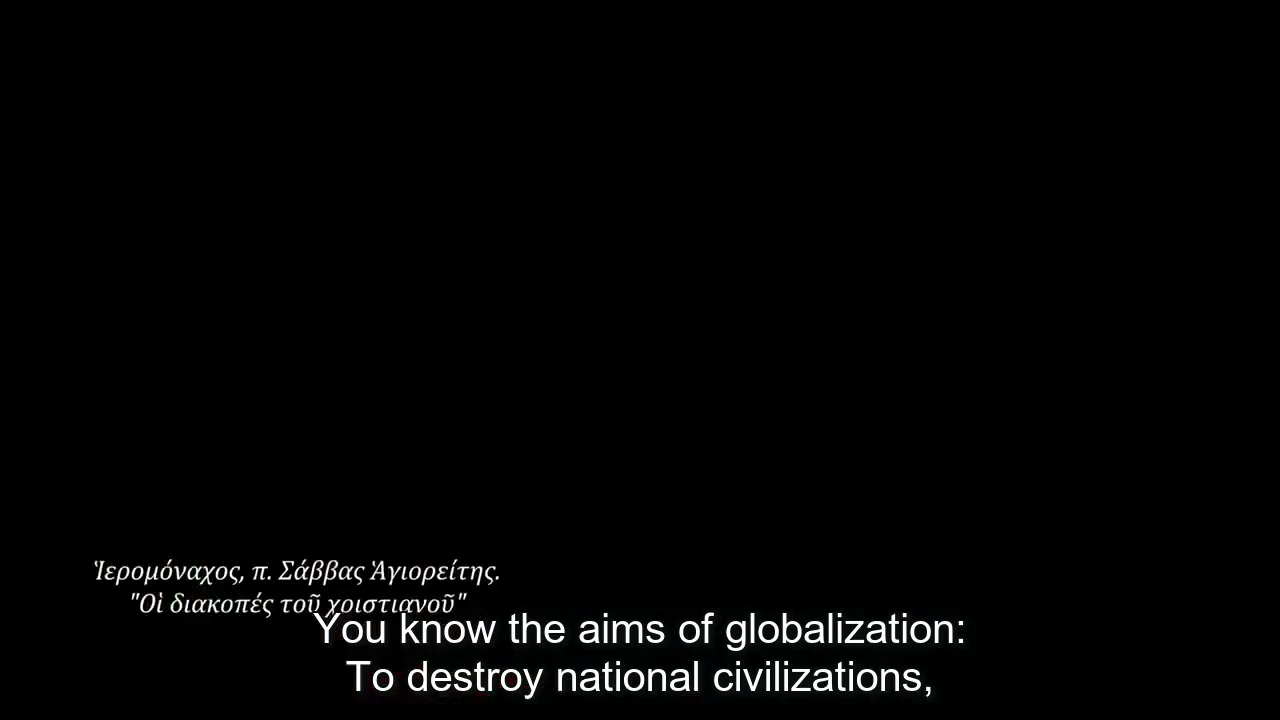 Ἱερομόναχος, π. Σάββας Ἁγιορείτης.
"Οἱ διακοπές τοῦ χριστιανοῦ"
You know the aims of globalization:
To destroy national civilizations,